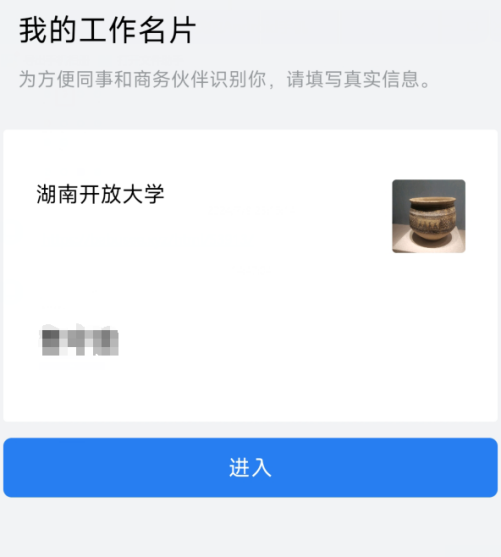 我的工作名片
为方便同事和商务伙伴识别你，请填写真实信息。
湖南开放大学
进入